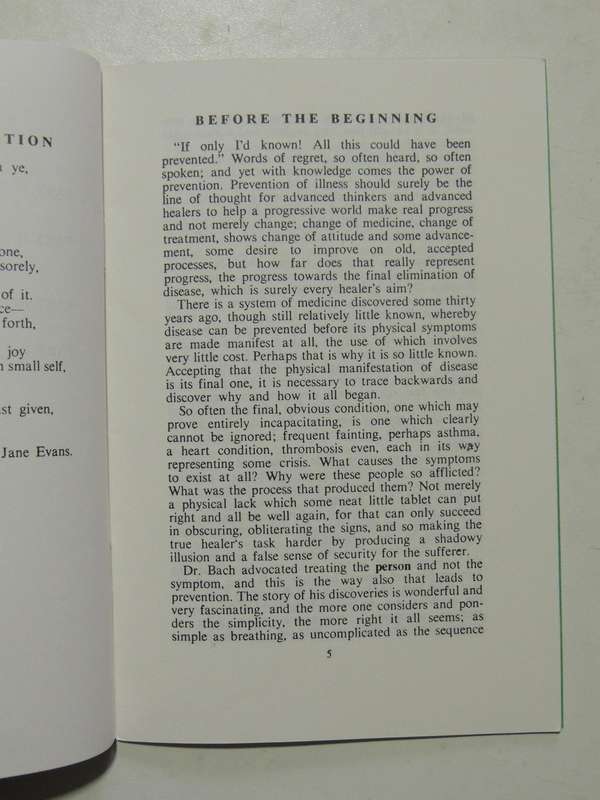 TION
ye,
one,
sorely,
of it.
ce—
forth,
joy
small self,
st given,
Jane Evans.
BEFORE THE BEGINNING
“If only I’d known! All this could have been
prevented.” Words of regret, so often heard, so often
spoken; and yet with knowledge comes the power of
prevention. Prevention of illness should surely be the
line of thought for advanced thinkers and advanced
healers to help a progressive world make real progress
and not merely change; change of medicine, change of
treatment, shows change of attitude and some advance-
ment, some desire to improve on old, accepted
processes, but how far does that really represent
progress, the progress towards the final elimination of
disease, which is surely every healer’s aim?
There is a system of medicine discovered some thirty
years ago, though still relatively little known, whereby
disease can be prevented before its physical symptoms
are made manifest at all, the use of which involves
very little cost. Perhaps that is why it is so little known.
Accepting that the physical manifestation of disease
is its final one, it is necessary to trace backwards and
discover why and how it all began.
So often the final, obvious condition, one which may
prove entirely incapacitating, is one which clearly
cannot be ignored; frequent fainting, perhaps asthma,
a heart condition, thrombosis even, each in its way
representing some crisis. What causes the symptoms
to exist at all? Why were these people so afflicted?
What was the process that produced them? Not merely
a physical lack which some neat little tablet can put
right and all be well again, for that can only succeed
in obscuring, obliterating the signs, and so making the
true healer’s task harder by producing a shadowy
illusion and a false sense of security for the sufferer.
Dr. Bach advocated treating the person and not the
symptom, and this is the way also that leads to
prevention. The story of his discoveries is wonderful and
very fascinating, and the more one considers and pon-
ders the simplicity, the more right it all seems; as
simple as breathing, as uncomplicated as the sequence
5